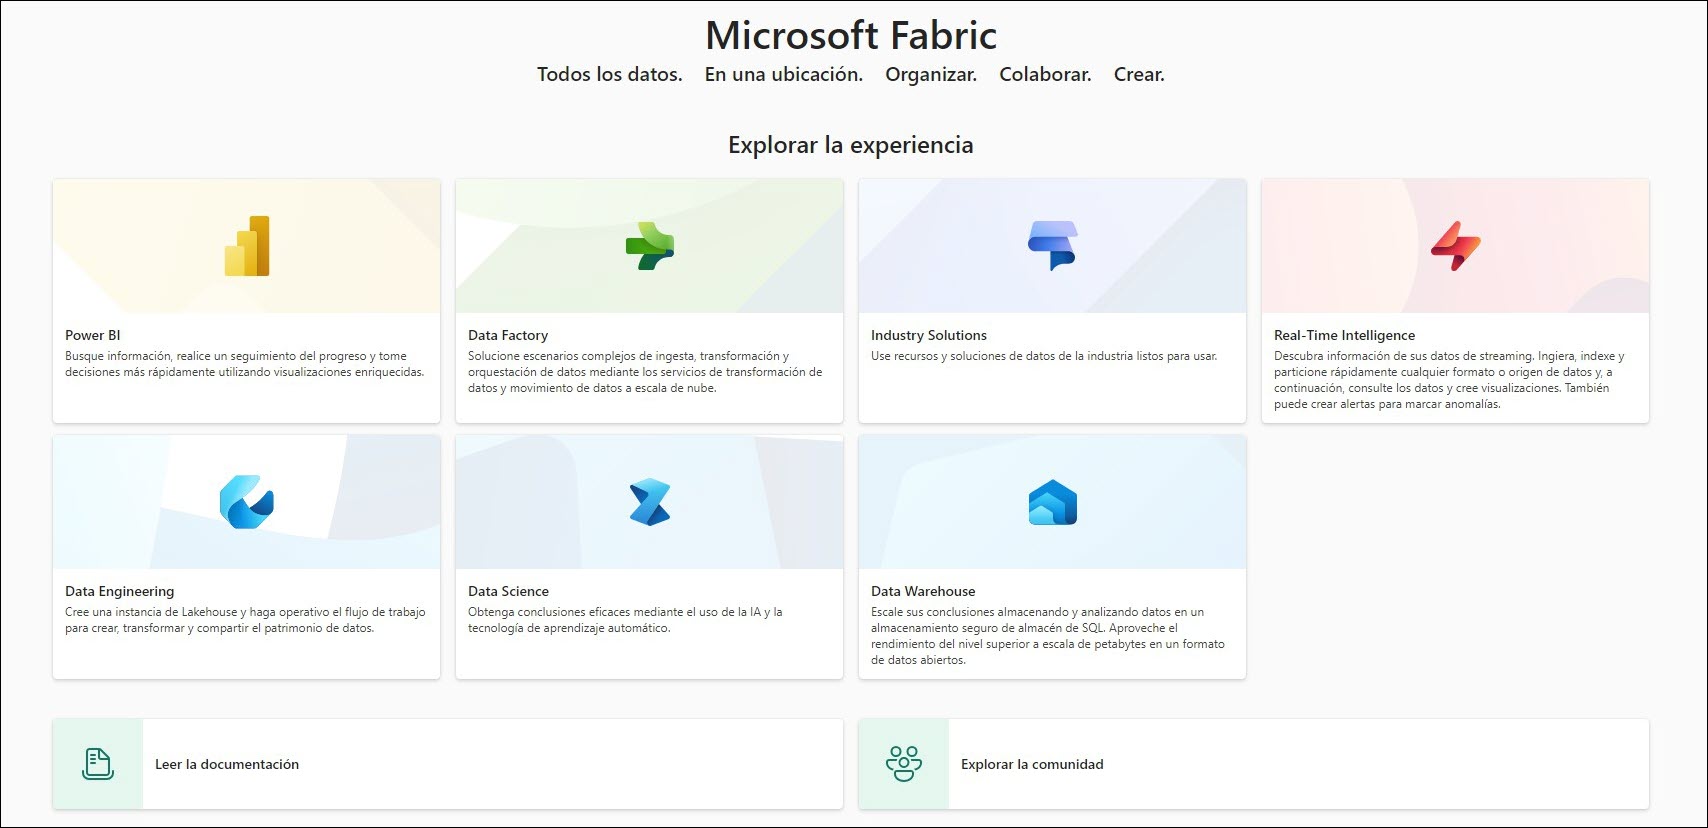 Microsoft Fabric
Todos los datos. En una ubicación. Organizar. Colaborar. Crear.
Explorar la experiencia
Power BI
Busque información, realice un seguimiento del progreso y tome
decisiones más rápidamente utilizando visualizaciones enriquecidas.
Data Factory
Solucione escenarios complejos de ingesta, transformación y
orquestación de datos mediante los servicios de transformación de
datos y movimiento de datos a escala de nube.
Industry Solutions
Use recursos y soluciones de datos de la industria listos para usar.
Real-Time Intelligence
Descubra información de sus datos de streaming. Ingiera, indexe y
particione rápidamente cualquier formato o origen de datos y, a
continuación, consulte los datos y cree visualizaciones. También
puede crear alertas para marcar anomalías.
Data Engineering
Cree una instancia de Lakehouse y haga operativo el flujo de trabajo
para crear, transformar y compartir el patrimonio de datos.
Data Science
Obtenga conclusiones eficaces mediante el uso de la IA y la
tecnología de aprendizaje automático.
Data Warehouse
Escale sus conclusiones almacenando y analizando datos en un
almacenamiento seguro de almacén de SQL. Aproveche el
rendimiento del nivel superior a escala de petabytes en un formato
de datos abiertos.
Leer la documentación
Explorar la comunidad